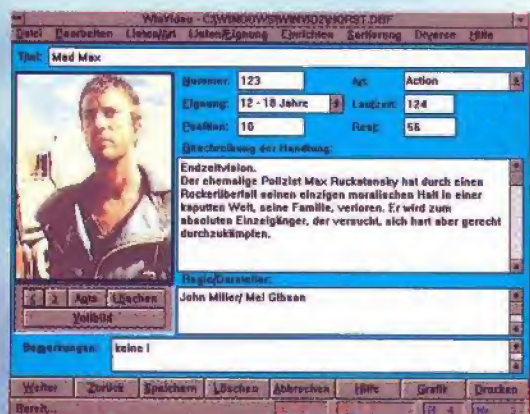 WinVideo - C:\WINDOWS\WINVID2\HORST.DBF
Datei Bearbeiten Listen/Art Listen/Eignung Einrichten Sortierung Diverse Hilfe
Titel: Mad Max
Nummer: 123 Art: Action
Eignung: 12 - 18 Jahre Laufzeit: 124
Position: 10 Rest: 56
Beschreibung der Handlung:
Endzeitvision.
Der ehemalige Polizist Max Ruckatansky hat durch einen
Rockerüberfall seinen einzigen moralischen Halt in einer
kaputten Welt, seine Familie, verloren. Er wird zum
absoluten Einzelgänger, der versucht, sich hart aber gerecht
durchzukämpfen.
Regie/Darsteller:
John Miller/ Mel Gibson
Auto Löschen
Vollbild
Bemerkungen: keine !
Weiter Zurück Speichern Löschen Abbrechen Hilfe Grafik Drucken
Bereit...